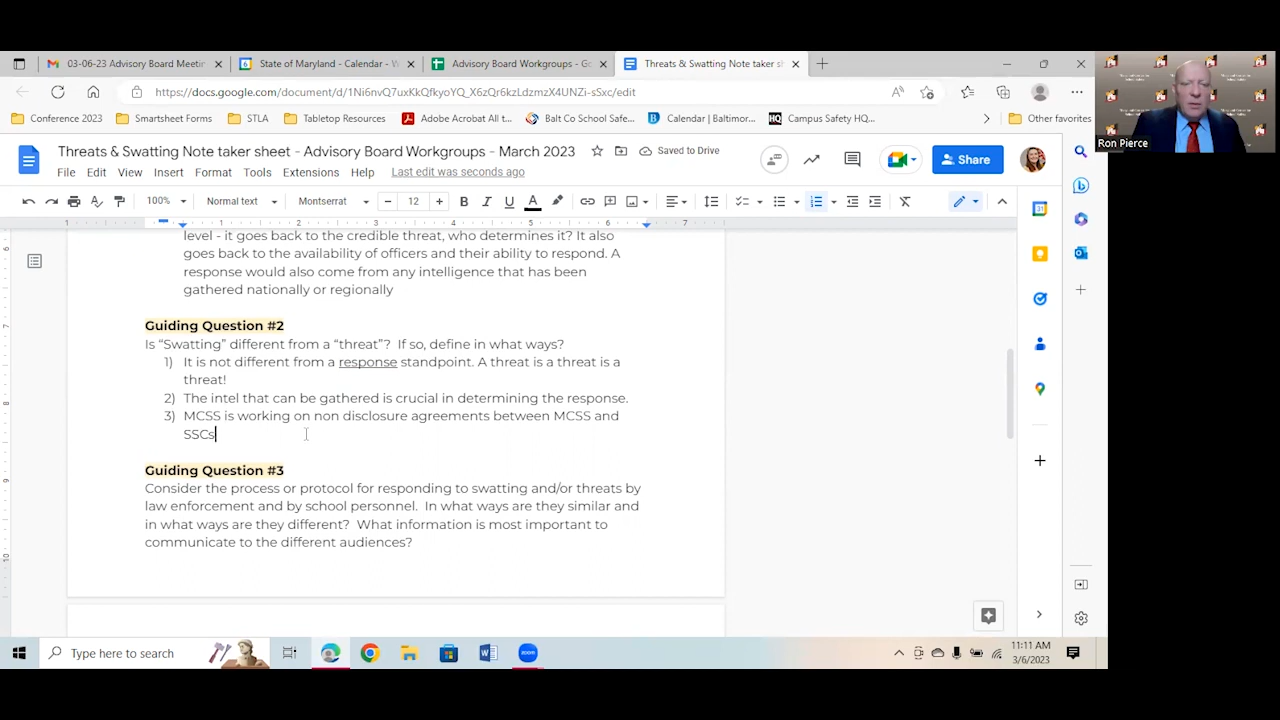 03-06-23 Advisory Board Meetin
State of Maryland - Calendar - W
Advisory Board Workgroups - Go
Threats & Swatting Note taker sh
https://docs.google.com/document/d/1Ni6nvQ7uxKkQfkyoYQ_X6zQr6kzLdzmzX4UNZi-sSxc/edit
Conference 2023
Smartsheet Forms
STLA
Tabletop Resources
Adobe Acrobat All t...
Balt Co School Safe...
Calendar | Baltimor...
Campus Safety HQ...
Other favorites
Ron Pierce
Threats & Swatting Note taker sheet - Advisory Board Workgroups - March 2023
Saved to Drive
File Edit View Insert Format Tools Extensions Help Last edit was seconds ago
Share
100% Normal text Montserrat 12
1 1 2 3 4 5 6 7
level - it goes back to the credible threat, who determines it? It also
goes back to the availability of officers and their ability to respond. A
response would also come from any intelligence that has been
gathered nationally or regionally
Guiding Question #2
Is “Swatting” different from a “threat”? If so, define in what ways?
1) It is not different from a response standpoint. A threat is a threat is a
threat!
2) The intel that can be gathered is crucial in determining the response.
3) MCSS is working on non disclosure agreements between MCSS and
SSCs
Guiding Question #3
Consider the process or protocol for responding to swatting and/or threats by
law enforcement and by school personnel. In what ways are they similar and
in what ways are they different? What information is most important to
communicate to the different audiences?
Type here to search
zoom
11:11 AM
3/6/2023